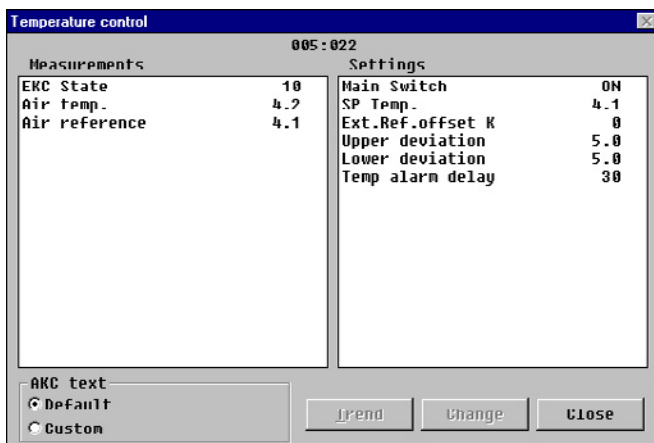 Temperature control
005:022
Measurements
EKC State 10
Air temp. 4.2
Air reference 4.1
Settings
Main Switch ON
SP Temp. 4.1
Ext.Ref.offset K 0
Upper deviation 5.0
Lower deviation 5.0
Temp alarm delay 30
AKC text
Default
Custom
Trend
Change
Close